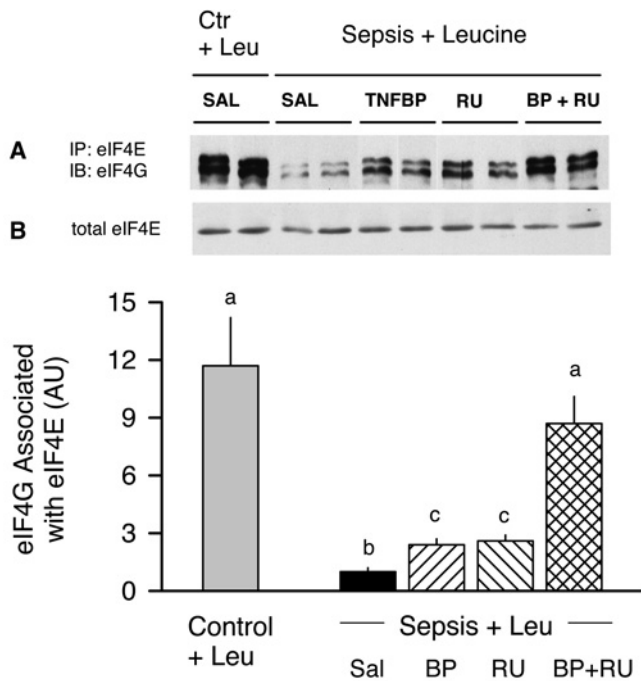 Ctr
+ Leu
Sepsis + Leucine
SAL SAL TNFBP RU BP + RU
A
IP: eIF4E
IB: eIF4G
B
total eIF4E
15
12
9
6
3
0
eIF4G Associated
with eIF4E (AU)
a
b
c
c
a
Control
+ Leu
Sepsis + Leu
Sal BP RU BP+RU